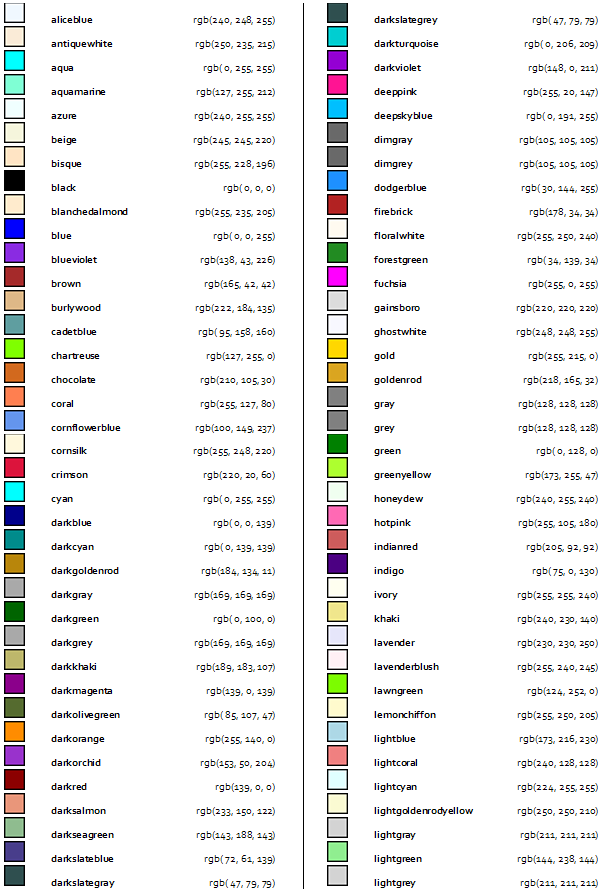 aliceblue rgb(240, 248, 255)
antiquewhite rgb(250, 235, 215)
aqua rgb( 0, 255, 255)
aquamarine rgb(127, 255, 212)
azure rgb(240, 255, 255)
beige rgb(245, 245, 220)
bisque rgb(255, 228, 196)
black rgb( 0, 0, 0)
blanchedalmond rgb(255, 235, 205)
blue rgb( 0, 0, 255)
blueviolet rgb(138, 43, 226)
brown rgb(165, 42, 42)
burlywood rgb(222, 184, 135)
cadetblue rgb( 95, 158, 160)
chartreuse rgb(127, 255, 0)
chocolate rgb(210, 105, 30)
coral rgb(255, 127, 80)
cornflowerblue rgb(100, 149, 237)
cornsilk rgb(255, 248, 220)
crimson rgb(220, 20, 60)
cyan rgb( 0, 255, 255)
darkblue rgb( 0, 0, 139)
darkcyan rgb( 0, 139, 139)
darkgoldenrod rgb(184, 134, 11)
darkgray rgb(169, 169, 169)
darkgreen rgb( 0, 100, 0)
darkgrey rgb(169, 169, 169)
darkkhaki rgb(189, 183, 107)
darkmagenta rgb(139, 0, 139)
darkolivegreen rgb( 85, 107, 47)
darkorange rgb(255, 140, 0)
darkorchid rgb(153, 50, 204)
darkred rgb(139, 0, 0)
darksalmon rgb(233, 150, 122)
darkseagreen rgb(143, 188, 143)
darkslateblue rgb( 72, 61, 139)
darkslategray rgb( 47, 79, 79)
darkslategrey rgb( 47, 79, 79)
darkturquoise rgb( 0, 206, 209)
darkviolet rgb(148, 0, 211)
deeppink rgb(255, 20, 147)
deepskyblue rgb( 0, 191, 255)
dimgray rgb(105, 105, 105)
dimgrey rgb(105, 105, 105)
dodgerblue rgb( 30, 144, 255)
firebrick rgb(178, 34, 34)
floralwhite rgb(255, 250, 240)
forestgreen rgb( 34, 139, 34)
fuchsia rgb(255, 0, 255)
gainsboro rgb(220, 220, 220)
ghostwhite rgb(248, 248, 255)
gold rgb(255, 215, 0)
goldenrod rgb(218, 165, 32)
gray rgb(128, 128, 128)
grey rgb(128, 128, 128)
green rgb( 0, 128, 0)
greenyellow rgb(173, 255, 47)
honeydew rgb(240, 255, 240)
hotpink rgb(255, 105, 180)
indianred rgb(205, 92, 92)
indigo rgb( 75, 0, 130)
ivory rgb(255, 255, 240)
khaki rgb(240, 230, 140)
lavender rgb(230, 230, 250)
lavenderblush rgb(255, 240, 245)
lawngreen rgb(124, 252, 0)
lemonchiffon rgb(255, 250, 205)
lightblue rgb(173, 216, 230)
lightcoral rgb(240, 128, 128)
lightcyan rgb(224, 255, 255)
lightgoldenrodyellow rgb(250, 250, 210)
lightgray rgb(211, 211, 211)
lightgreen rgb(144, 238, 144)
lightgrey rgb(211, 211, 211)